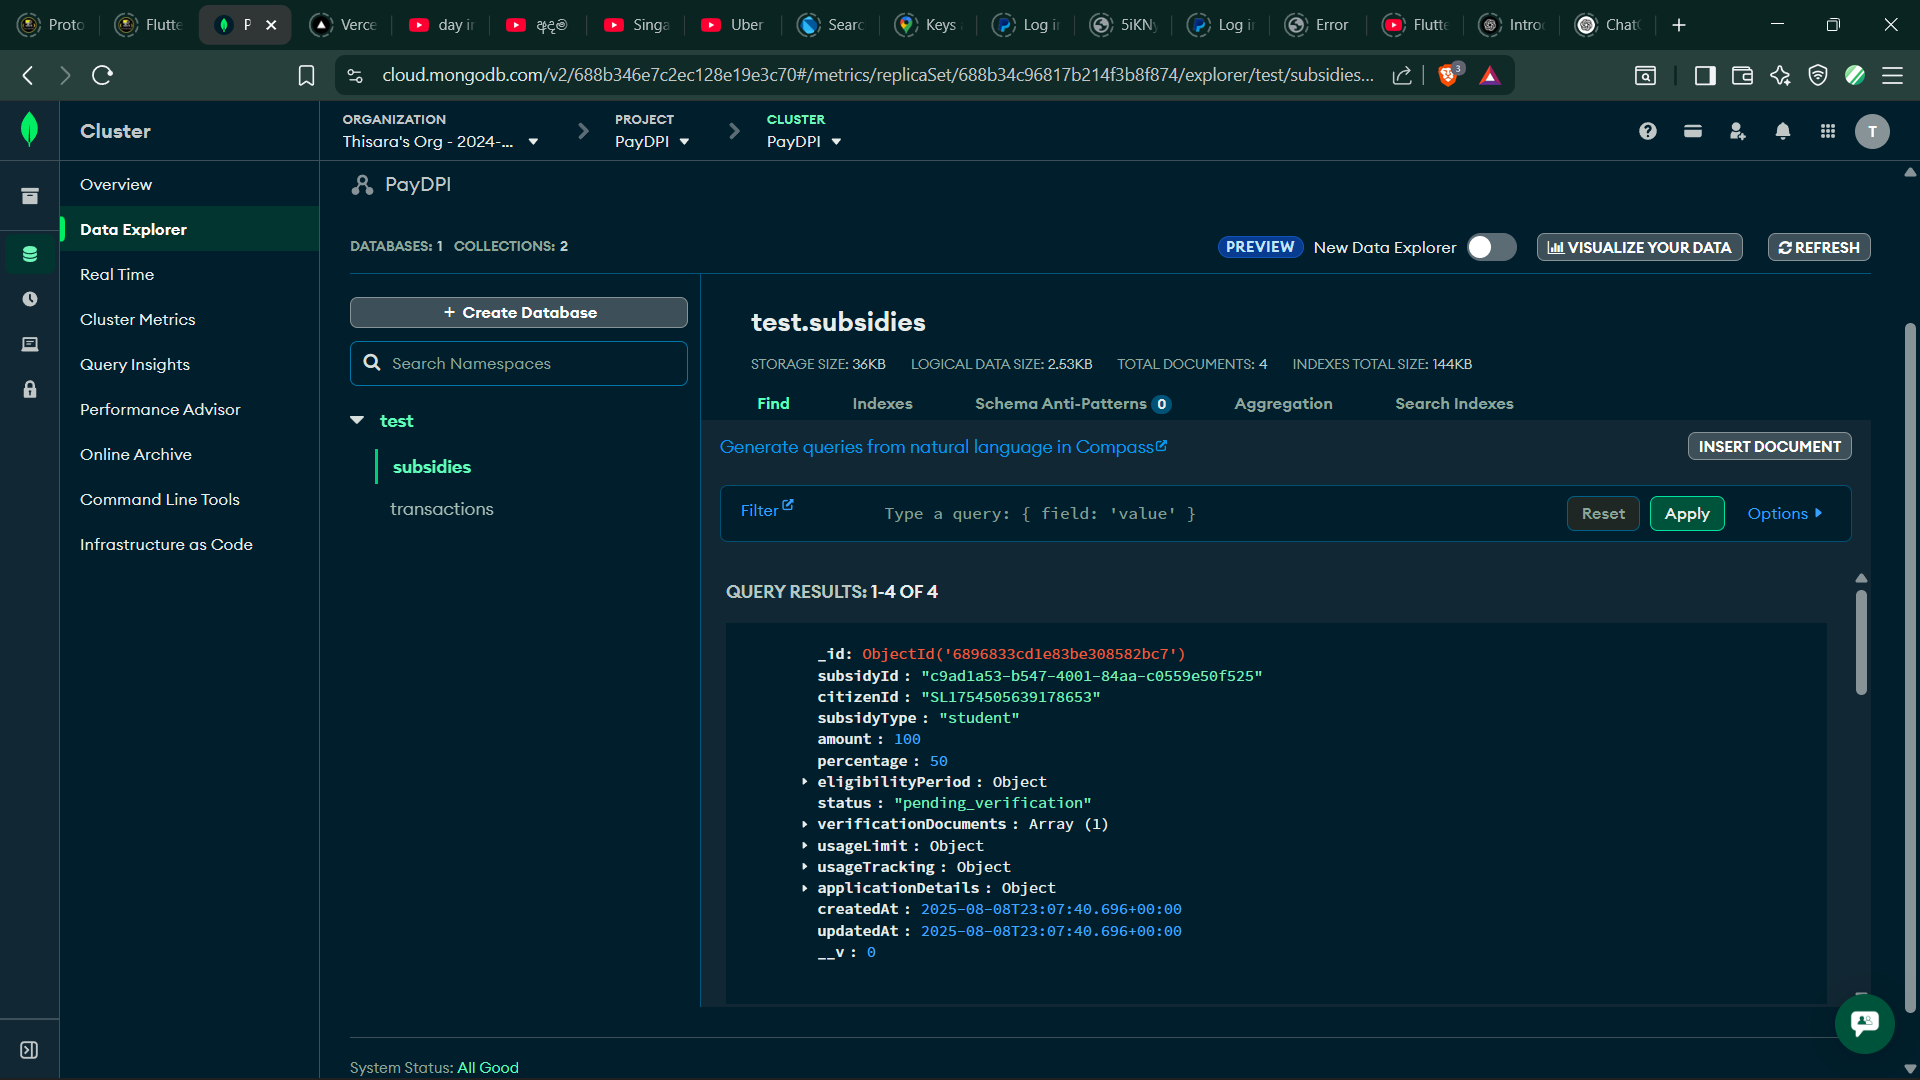 Proto
Flutte
P
Verce
day in
අදම
Singa
Uber
Searc
Keys
Log in
5iKNy
Log in
Error
Flutte
Intro
Chat
cloud.mongodb.com/v2/688b346e7c2ec128e19e3c70#/metrics/replicaSet/688b34c96817b214f3b8f874/explorer/test/subsidies...
3
Cluster
ORGANIZATION
Thisara's Org - 2024-...
PROJECT
PayDPI
CLUSTER
PayDPI
T
Overview
Data Explorer
Real Time
Cluster Metrics
Query Insights
Performance Advisor
Online Archive
Command Line Tools
Infrastructure as Code
PayDPI
DATABASES: 1 COLLECTIONS: 2
PREVIEW New Data Explorer
VISUALIZE YOUR DATA
REFRESH
+ Create Database
Search Namespaces
test
subsidies
transactions
test.subsidies
STORAGE SIZE: 36KB LOGICAL DATA SIZE: 2.53KB TOTAL DOCUMENTS: 4 INDEXES TOTAL SIZE: 144KB
Find Indexes Schema Anti-Patterns 0 Aggregation Search Indexes
Generate queries from natural language in Compass
INSERT DOCUMENT
Filter
Type a query: { field: 'value' }
Reset
Apply
Options
QUERY RESULTS: 1-4 OF 4
_id: ObjectId('6896833cd1e83be308582bc7')
subsidyId : "c9ad1a53-b547-4001-84aa-c0559e50f525"
citizenId : "SL1754505639178653"
subsidyType : "student"
amount : 100
percentage : 50
eligibilityPeriod : Object
status : "pending_verification"
verificationDocuments : Array (1)
usageLimit : Object
usageTracking : Object
applicationDetails : Object
createdAt : 2025-08-08T23:07:40.696+00:00
updatedAt : 2025-08-08T23:07:40.696+00:00
__v : 0
System Status: All Good